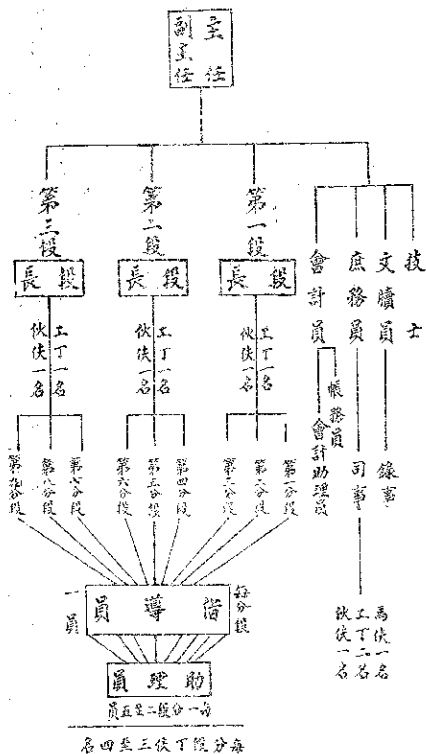 主任
副主任
第一段
段長
工丁一名
伙伕一名
第一分段
第二分段
第三分段
第二段
段長
工丁一名
伙伕一名
第四分段
第五分段
第六分段
第三段
段長
工丁一名
伙伕一名
第七分段
第八分段
第九分段
技士
文牘員
錄事
庶務員
司事
馬伕一名
工丁二名
伙伕一名
會計員
帳務員
會計助理員
每分段
指導員
一員
助理員
每一分段二至五員
每分段丁伕三至四名